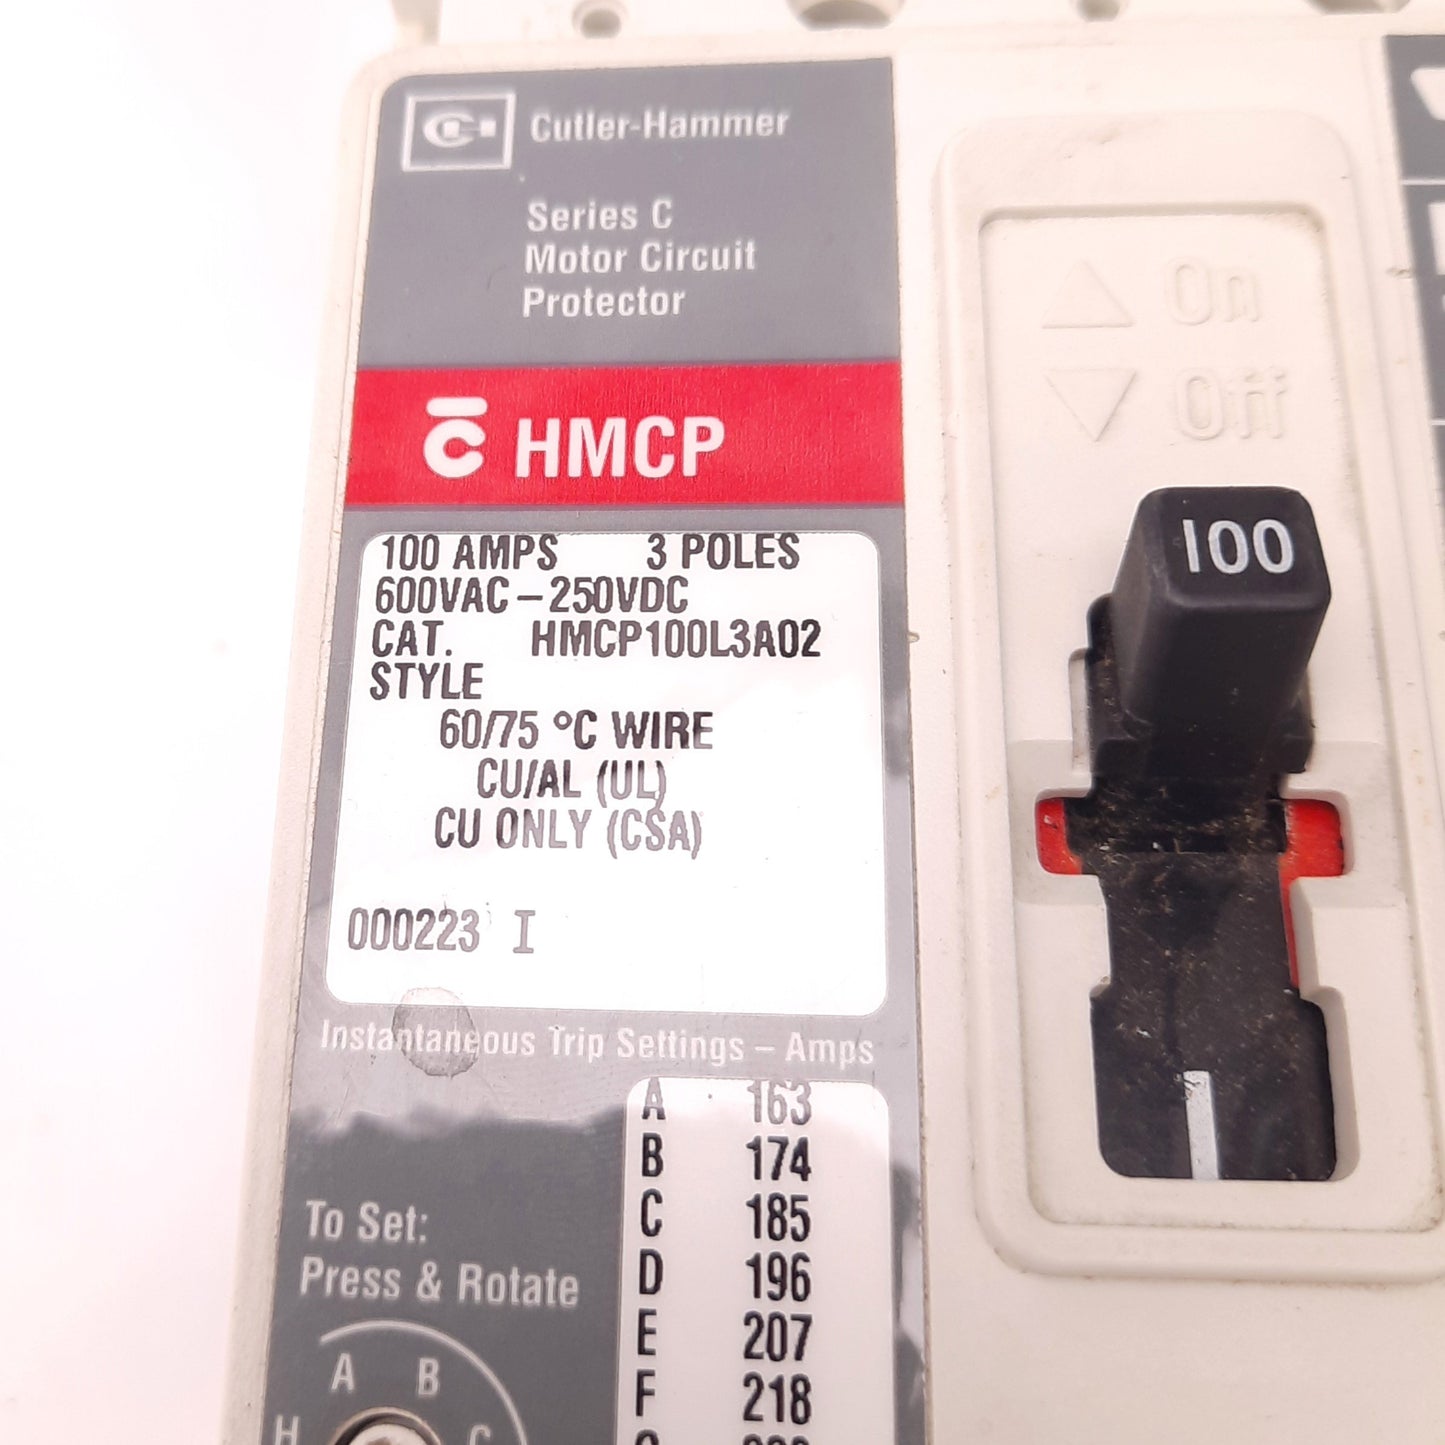 Cutler-Hammer
Series C
Motor Circuit
Protector
HMCP
100 AMPS 3 POLES
600VAC – 250VDC
CAT. HMCP100L3A02
STYLE
60/75 °C WIRE
CU/AL (UL)
CU ONLY (CSA)
000223 I
Instantaneous Trip Settings – Amps
A 163
B 174
C 185
D 196
E 207
F 218
To Set:
Press & Rotate
A B
H C
On
Off
100